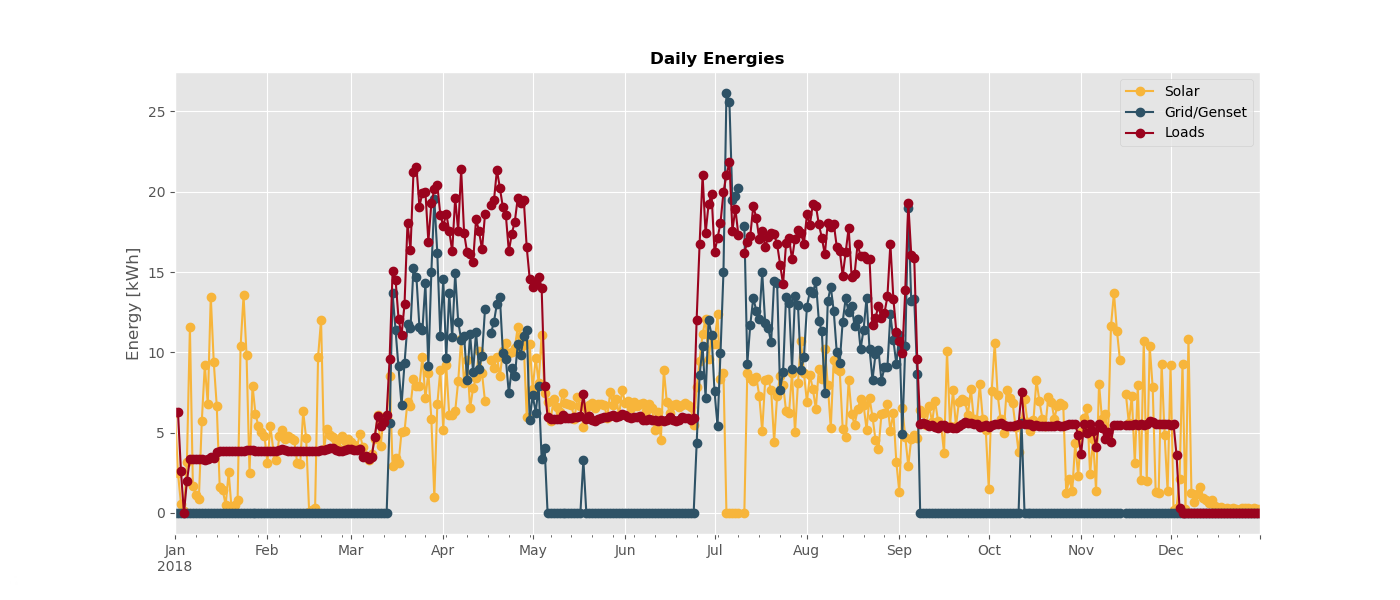 Daily Energies
Solar
Grid/Genset
Loads
Energy [kWh]
25
20
15
10
5
0
Jan Feb Mar Apr May Jun Jul Aug Sep Oct Nov Dec
2018